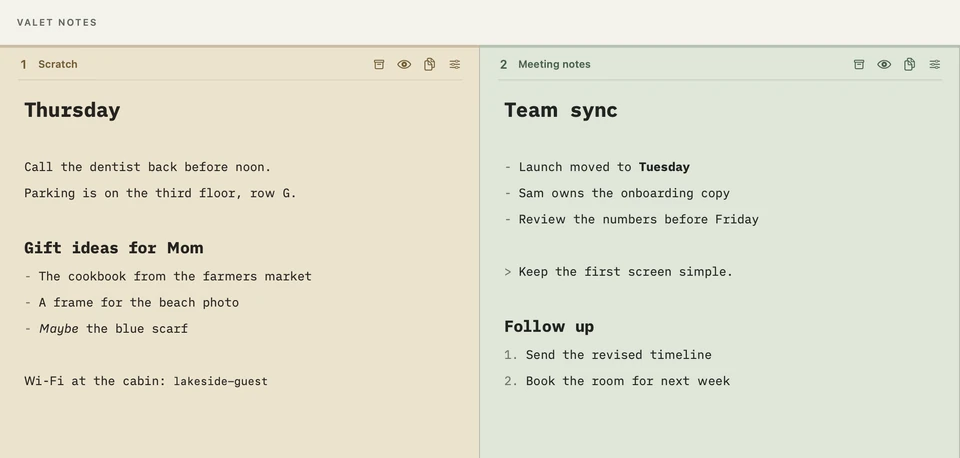 VALET NOTES
1 Scratch
Thursday
Call the dentist back before noon.
Parking is on the third floor, row G.
Gift ideas for Mom
- The cookbook from the farmers market
- A frame for the beach photo
- Maybe the blue scarf
Wi-Fi at the cabin: lakeside-guest
2 Meeting notes
Team sync
- Launch moved to Tuesday
- Sam owns the onboarding copy
- Review the numbers before Friday
> Keep the first screen simple.
Follow up
1. Send the revised timeline
2. Book the room for next week